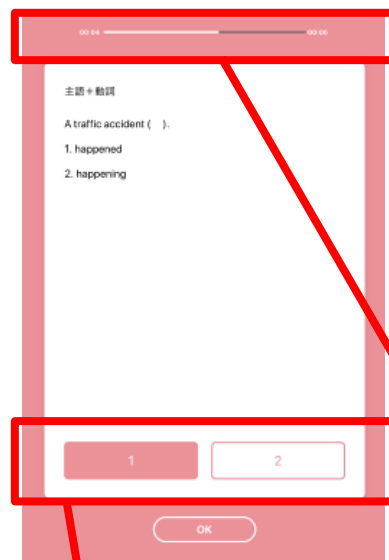 00:04 00:06
主語＋動詞
A traffic accident (   ).
1. happened
2. happening
1 2
OK